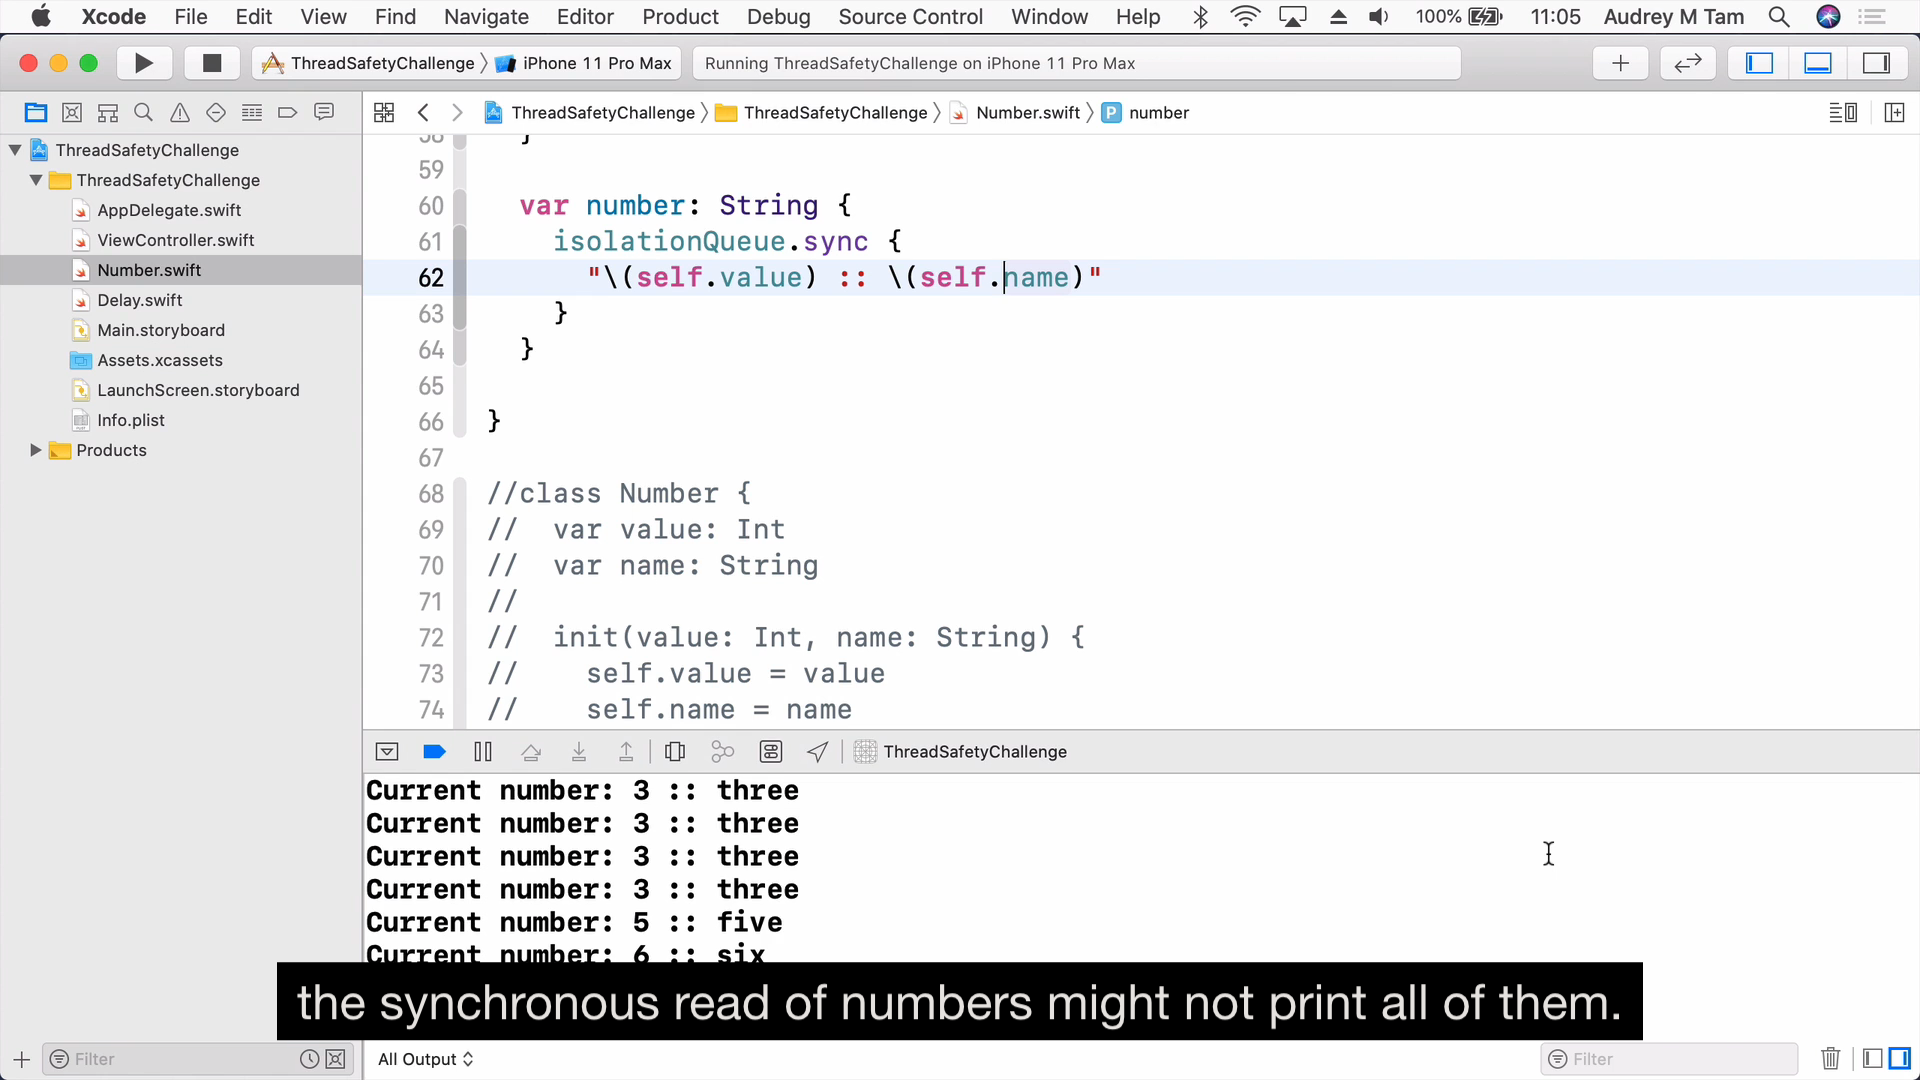 Xcode File Edit View Find Navigate Editor Product Debug Source Control Window Help 100% 11:05 Audrey M Tam
ThreadSafetyChallenge iPhone 11 Pro Max Running ThreadSafetyChallenge on iPhone 11 Pro Max
ThreadSafetyChallenge ThreadSafetyChallenge Number.swift P number
ThreadSafetyChallenge
ThreadSafetyChallenge
AppDelegate.swift
ViewController.swift
Number.swift
Delay.swift
Main.storyboard
Assets.xcassets
LaunchScreen.storyboard
Info.plist
Products
58 }
59
60 var number: String {
61 isolationQueue.sync {
62 "\(self.value) :: \(self.name)"
63 }
64 }
65
66 }
67
68 //class Number {
69 // var value: Int
70 // var name: String
71 //
72 // init(value: Int, name: String) {
73 // self.value = value
74 // self.name = name
ThreadSafetyChallenge
Current number: 3 :: three
Current number: 3 :: three
Current number: 3 :: three
Current number: 3 :: three
Current number: 5 :: five
Current number: 6 :: six
the synchronous read of numbers might not print all of them.
Filter All Output Filter